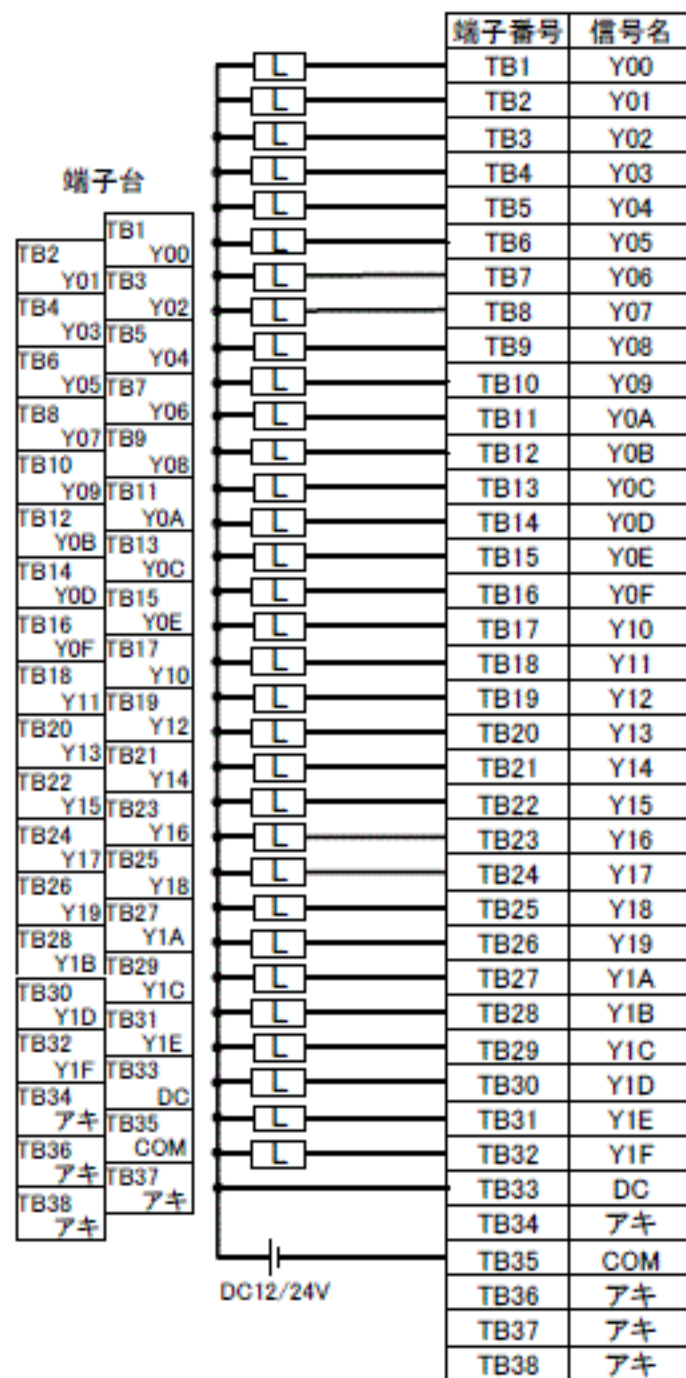 端子番号 信号名
L TB1 Y00
L TB2 Y01
L TB3 Y02
L TB4 Y03
L TB5 Y04
L TB6 Y05
L TB7 Y06
L TB8 Y07
L TB9 Y08
L TB10 Y09
L TB11 Y0A
L TB12 Y0B
L TB13 Y0C
L TB14 Y0D
L TB15 Y0E
L TB16 Y0F
L TB17 Y10
L TB18 Y11
L TB19 Y12
L TB20 Y13
L TB21 Y14
L TB22 Y15
L TB23 Y16
L TB24 Y17
L TB25 Y18
L TB26 Y19
L TB27 Y1A
L TB28 Y1B
L TB29 Y1C
L TB30 Y1D
L TB31 Y1E
L TB32 Y1F
TB33 DC
TB34 アキ
TB35 COM
TB36 アキ
TB37 アキ
TB38 アキ
DC12/24V
端子台
TB1
Y00
TB2
Y01
TB3
Y02
TB4
Y03
TB5
Y04
TB6
Y05
TB7
Y06
TB8
Y07
TB9
Y08
TB10
Y09
TB11
Y0A
TB12
Y0B
TB13
Y0C
TB14
Y0D
TB15
Y0E
TB16
Y0F
TB17
Y10
TB18
Y11
TB19
Y12
TB20
Y13
TB21
Y14
TB22
Y15
TB23
Y16
TB24
Y17
TB25
Y18
TB26
Y19
TB27
Y1A
TB28
Y1B
TB29
Y1C
TB30
Y1D
TB31
Y1E
TB32
Y1F
TB33
DC
TB34
アキ
TB35
COM
TB36
アキ
TB37
アキ
TB38
アキ